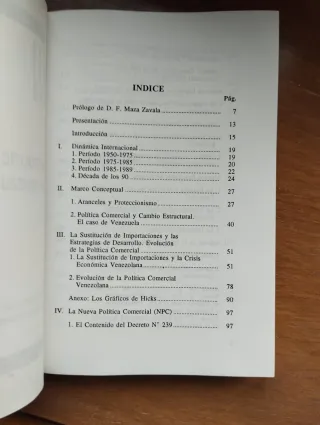 INDICE
Pág.
Prólogo de D. F. Maza Zavala 7
Presentación 13
Introducción 15
I. Dinámica Internacional 19
1. Período 1950-1975 19
2. Período 1975-1985 20
3. Período 1985-1989 22
4. Década de los 90 24
II. Marco Conceptual 27
1. Aranceles y Proteccionismo 27
2. Política Comercial y Cambio Estructural.
El caso de Venezuela 40
III. La Sustitución de Importaciones y las
Estrategias de Desarrollo. Evolución
de la Política Comercial 51
1. La Sustitución de Importaciones y la Crisis
Económica Venezolana 51
2. Evolución de la Política Comercial
Venezolana 78
Anexo: Los Gráficos de Hicks 90
IV. La Nueva Política Comercial (NPC) 97
1. El Contenido del Decreto N° 239 97